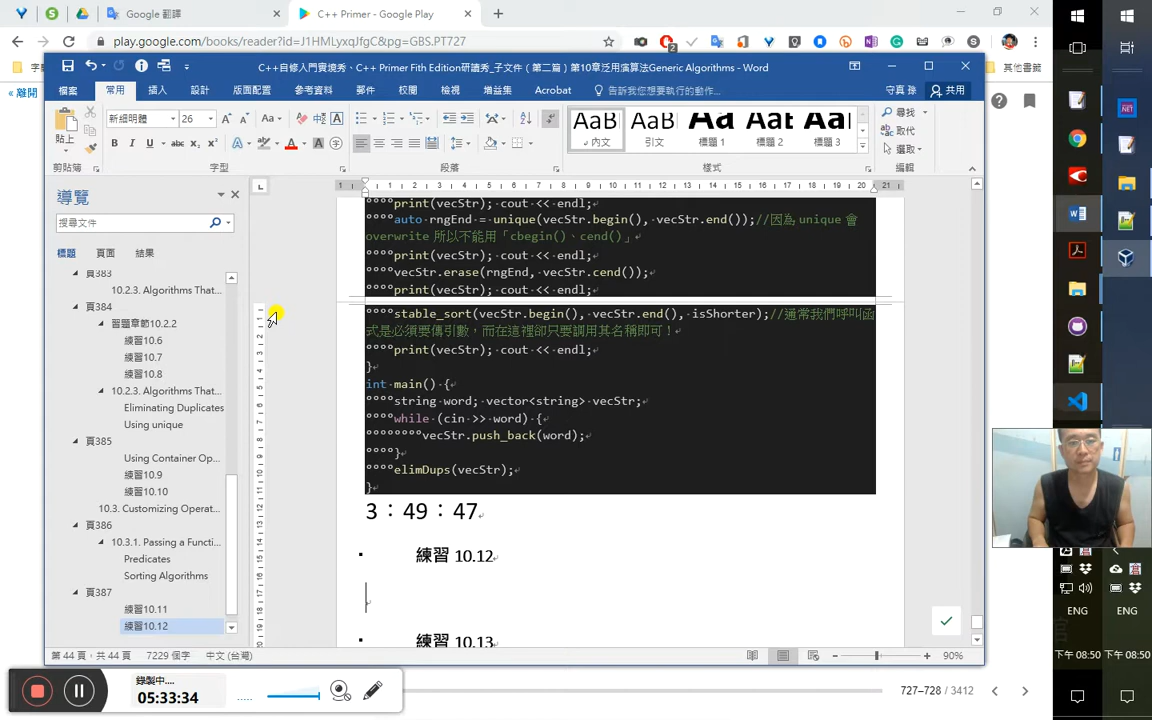 Google 翻譯
C++ Primer - Google Play
play.google.com/books/reader?id=J1HMLyxqJfgC&pg=GBS.PT727
其他書籤
« 離開
C++自修入門實境秀、C++ Primer Fith Edition研讀秀_子文件（第二篇）第10章泛用演算法Generic Algorithms - Word
檔案
常用
插入
設計
版面配置
參考資料
郵件
校閱
檢視
增益集
Acrobat
告訴我您想要執行的動作...
守真 孫
共用
貼上
新細明體
26
剪貼簿
字型
段落
AaB
內文
AaBb
引文
AaB
標題 1
AaBb
標題 2
AaBb
標題 3
樣式
尋找
取代
選取
編輯
導覽
搜尋文件
標題
頁面
結果
頁383
10.2.3. Algorithms That...
頁384
習題章節10.2.2
練習10.6
練習10.7
練習10.8
10.2.3. Algorithms That...
Eliminating Duplicates
Using unique
頁385
Using Container Op...
練習10.9
練習10.10
10.3. Customizing Operat...
頁386
10.3.1. Passing a Functi...
Predicates
Sorting Algorithms
頁387
練習10.11
練習10.12
print(vecStr); cout << endl;
auto rngEnd = unique(vecStr.begin(), vecStr.end());//因為 unique 會
overwrite 所以不能用「cbegin()、cend()」
print(vecStr); cout << endl;
vecStr.erase(rngEnd, vecStr.cend());
print(vecStr); cout << endl;
stable_sort(vecStr.begin(), vecStr.end(), isShorter);//通常我們呼叫函
式是必須要傳引數，而在這裡卻只要調用其名稱即可！
print(vecStr); cout << endl;
}
int main() {
string word; vector<string> vecStr;
while (cin >> word) {
vecStr.push_back(word);
}
elimDups(vecStr);
}
3：49：47
練習 10.12
練習 10.13
第 44 頁，共 44 頁
7229 個字
中文 (台灣)
90%
錄製中...
05:33:34
727–728 / 3412
ENG
ENG
下午 08:50
下午 08:50